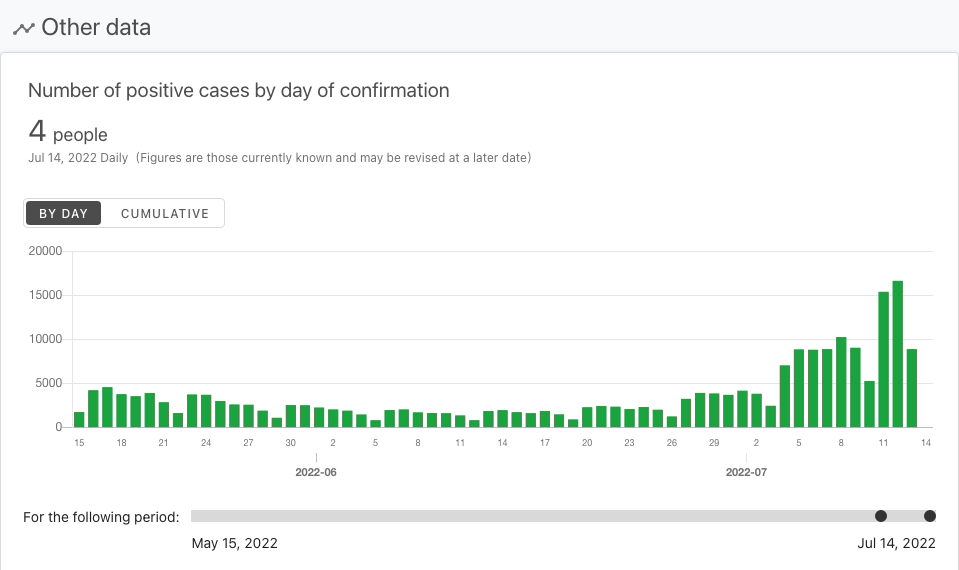 Other data
Number of positive cases by day of confirmation
4 people
Jul 14, 2022 Daily (Figures are those currently known and may be revised at a later date)
BY DAY CUMULATIVE
20000
15000
10000
5000
0
15 18 21 24 27 30 2 5 8 11 14 17 20 23 26 29 2 5 8 11 14
2022-06 2022-07
For the following period:
May 15, 2022 Jul 14, 2022